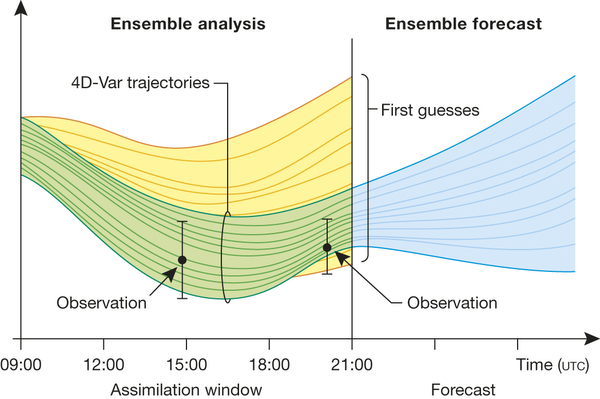 Ensemble analysis
Ensemble forecast
4D-Var trajectories
First guesses
Observation
Observation
09:00
12:00
15:00
18:00
21:00
Time (UTC)
Assimilation window
Forecast